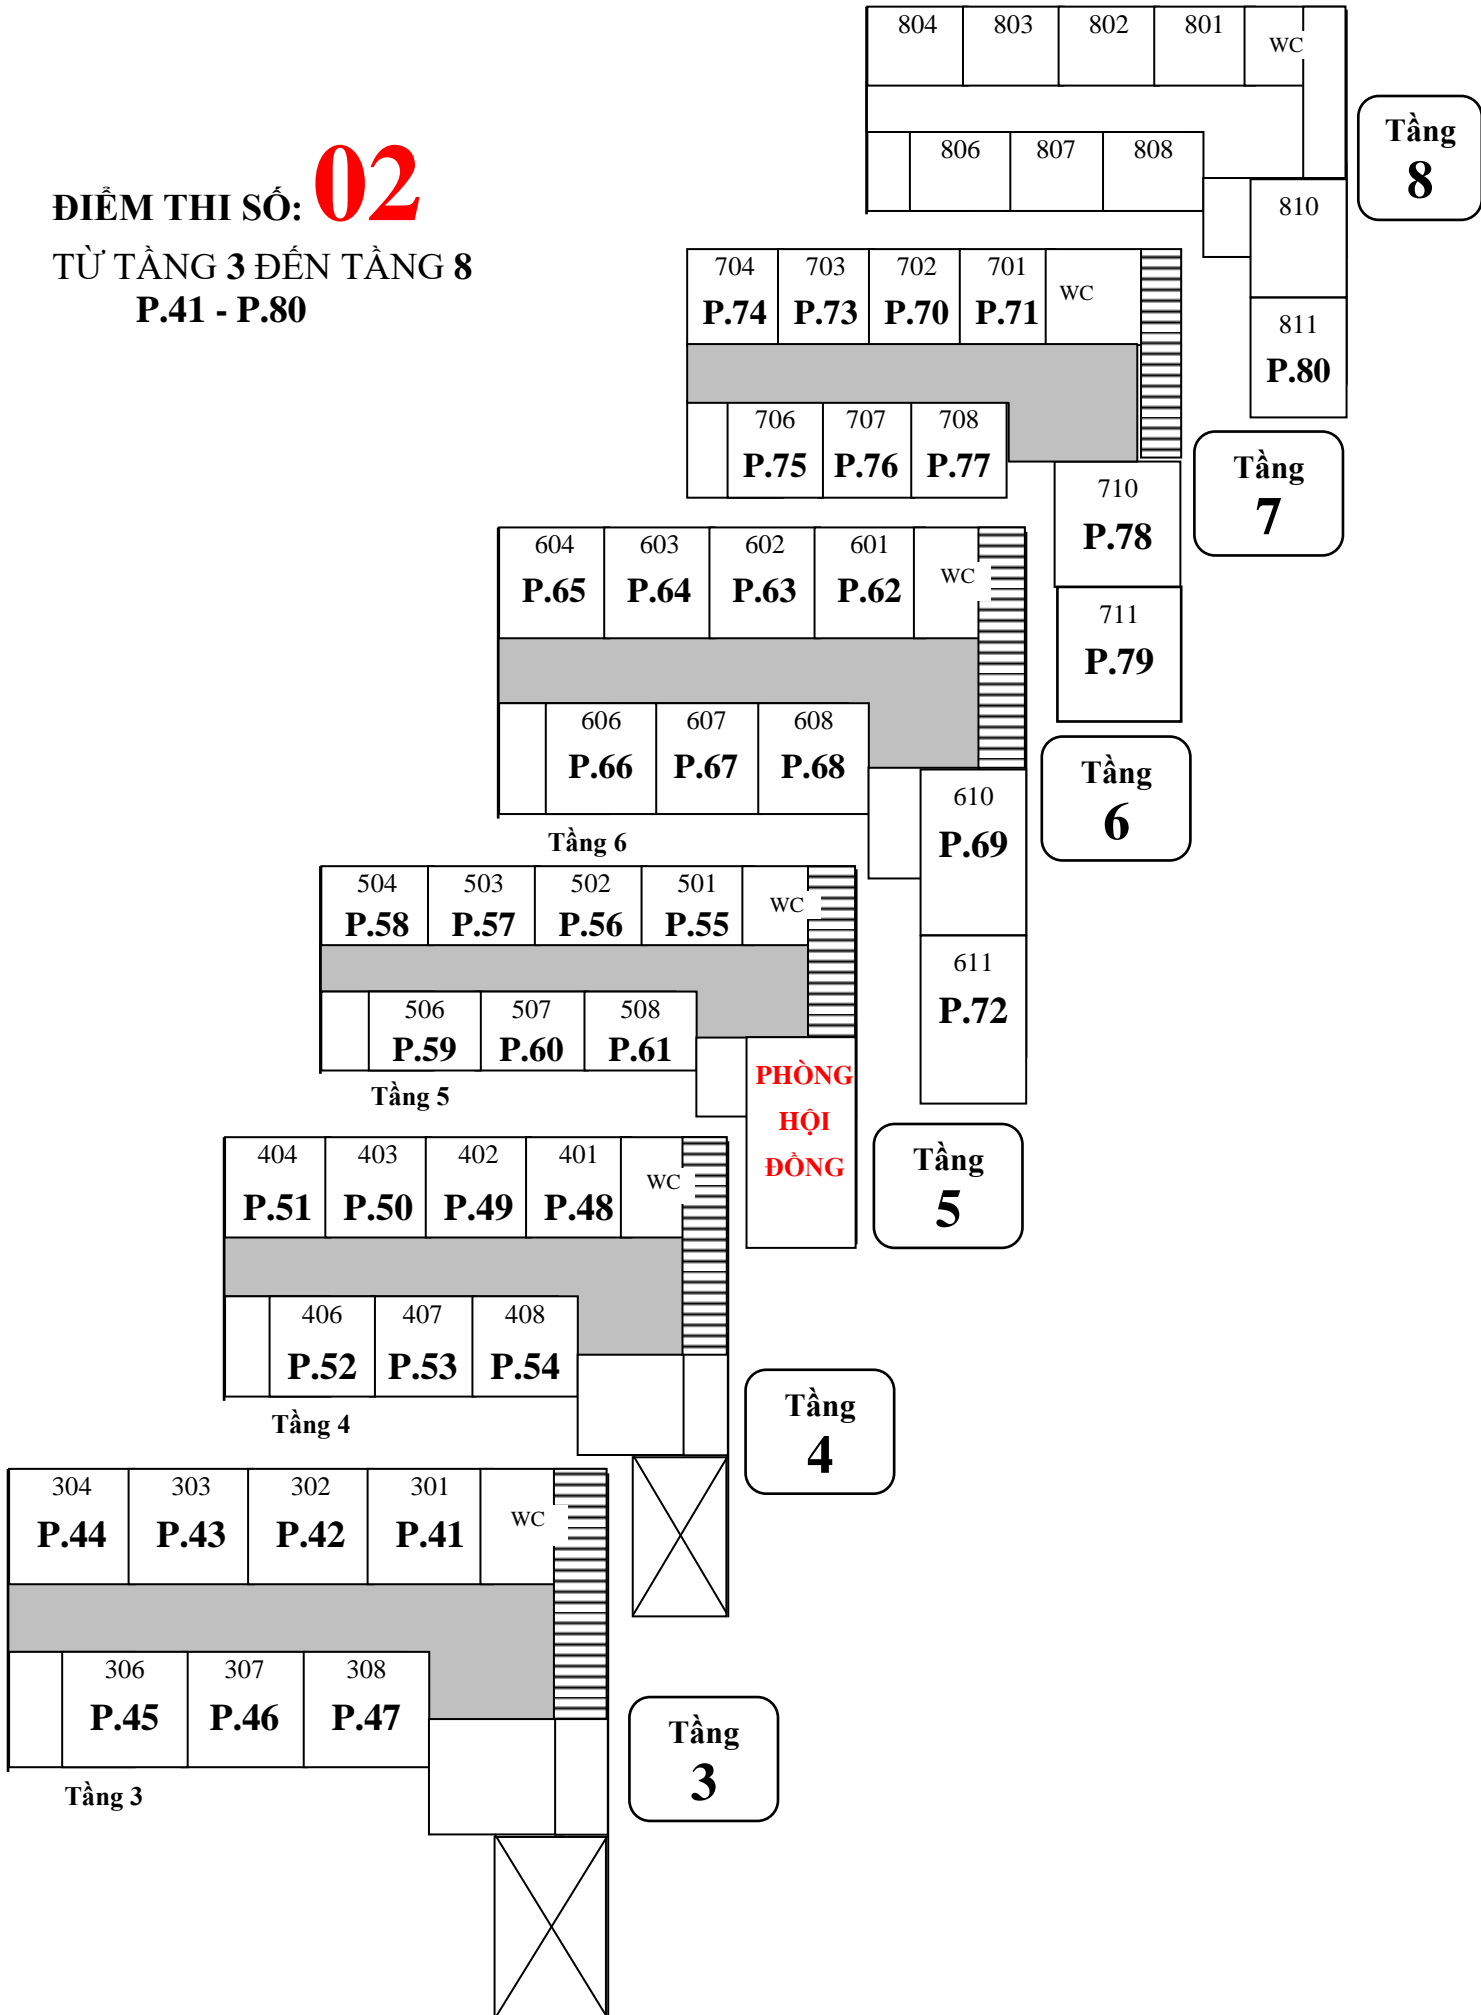 804 803 802 801 WC
806 807 808
810
811
P.80
Tầng
8
ĐIỂM THI SỐ: 02
TỪ TẦNG 3 ĐẾN TẦNG 8
P.41 - P.80
704 703 702 701 WC
P.74 P.73 P.70 P.71
706 707 708
P.75 P.76 P.77
710
P.78
711
P.79
Tầng
7
604 603 602 601 WC
P.65 P.64 P.63 P.62
606 607 608
P.66 P.67 P.68
610
P.69
611
P.72
Tầng 6
Tầng
6
504 503 502 501 WC
P.58 P.57 P.56 P.55
506 507 508
P.59 P.60 P.61
PHÒNG
HỘI
ĐỒNG
Tầng 5
Tầng
5
404 403 402 401 WC
P.51 P.50 P.49 P.48
406 407 408
P.52 P.53 P.54
Tầng 4
Tầng
4
304 303 302 301 WC
P.44 P.43 P.42 P.41
306 307 308
P.45 P.46 P.47
Tầng 3
Tầng
3